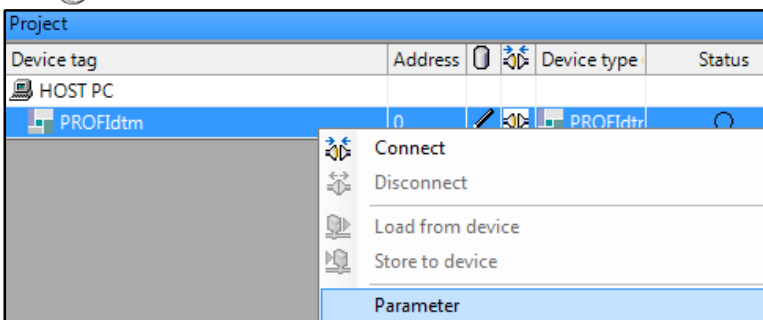 Project
Device tag Address Device type Status
HOST PC
PROFIdtm 0 PROFIdtr
Connect
Disconnect
Load from device
Store to device
Parameter